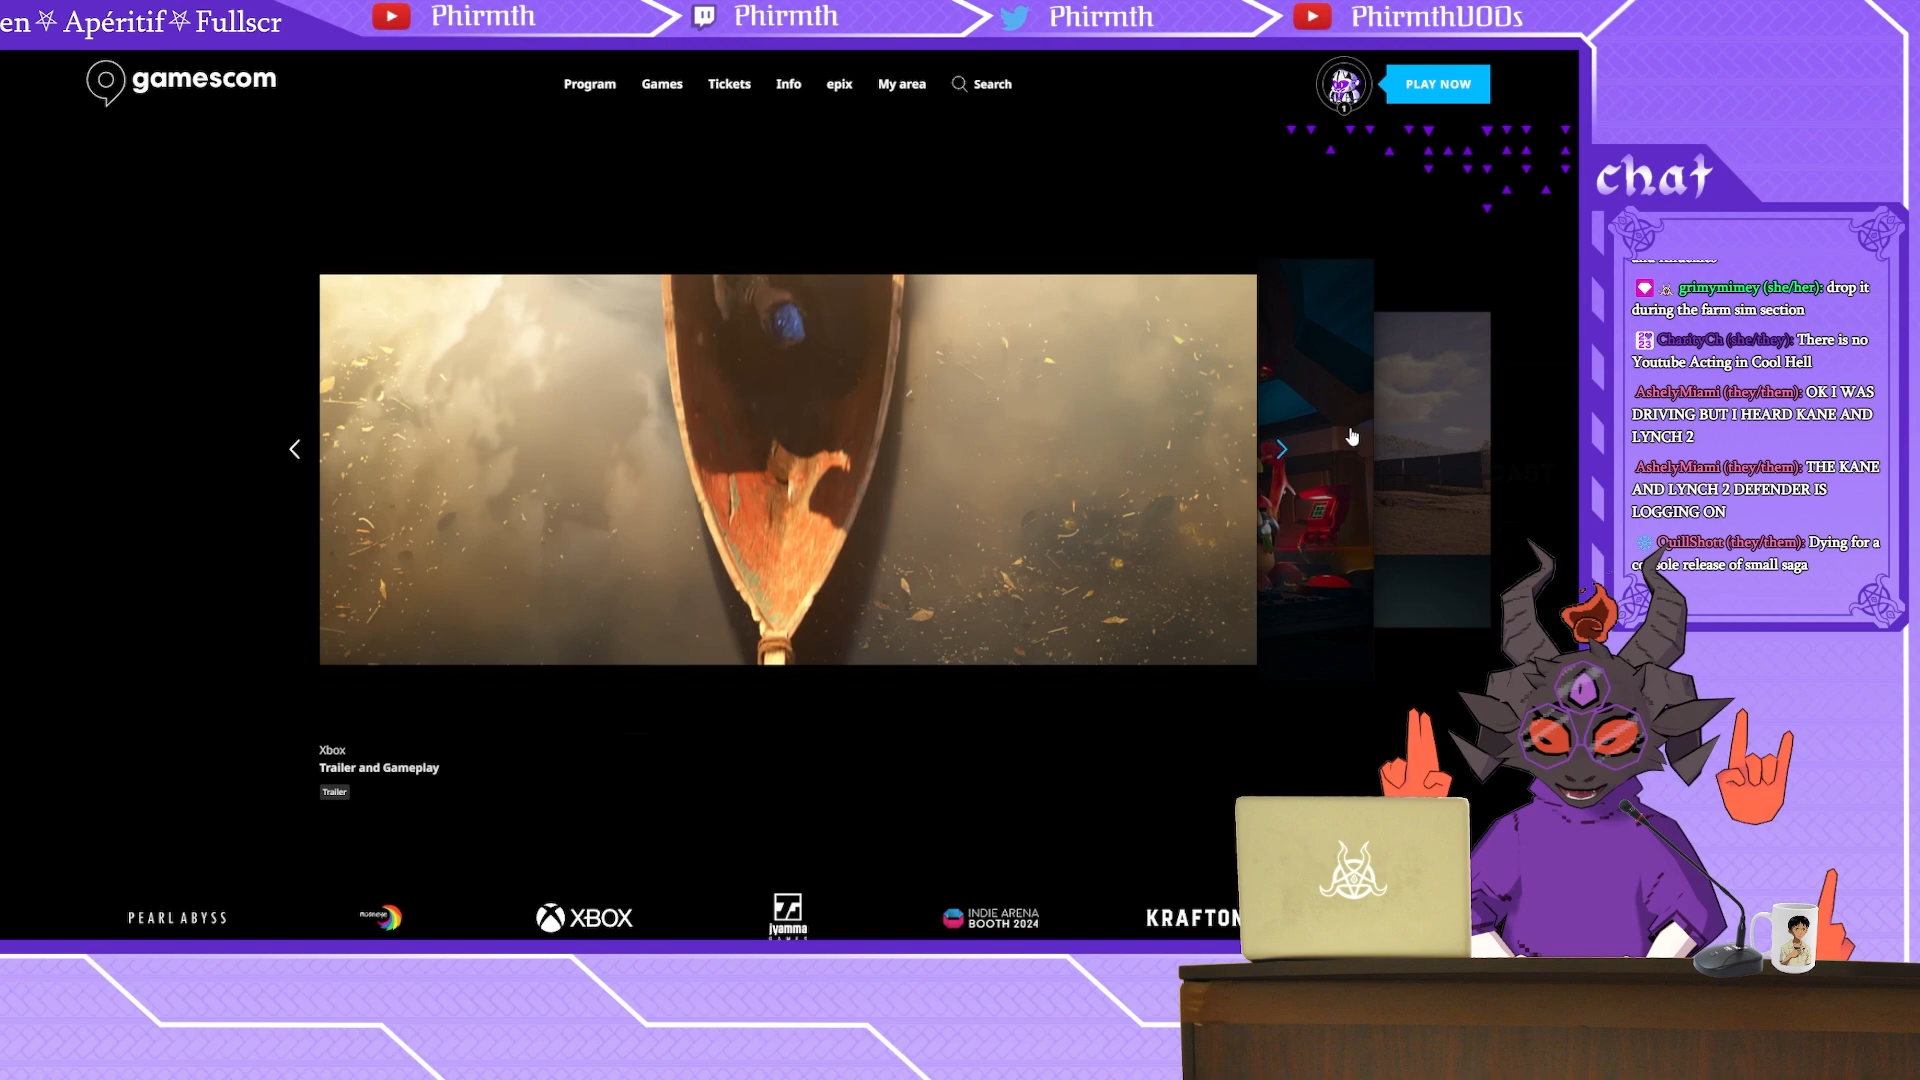 en⛧Apéritif⛧Fullscr
Phirmth
Phirmth
Phirmth
PhirmthVODs
gamescom
Program
Games
Tickets
Info
epix
My area
Search
1
PLAY NOW
chat
grimymimey (she/her): drop it
during the farm sim section
CharityCh (she/they): There is no
Youtube Acting in Cool Hell
AshelyMiami (they/them): OK I WAS
DRIVING BUT I HEARD KANE AND
LYNCH 2
AshelyMiami (they/them): THE KANE
AND LYNCH 2 DEFENDER IS
LOGGING ON
QuillShott (they/them): Dying for a
console release of small saga
Xbox
Trailer and Gameplay
Trailer
PEARL ABYSS
XBOX
jyamma
GAMES
INDIE ARENA
BOOTH 2024
KRAFTON